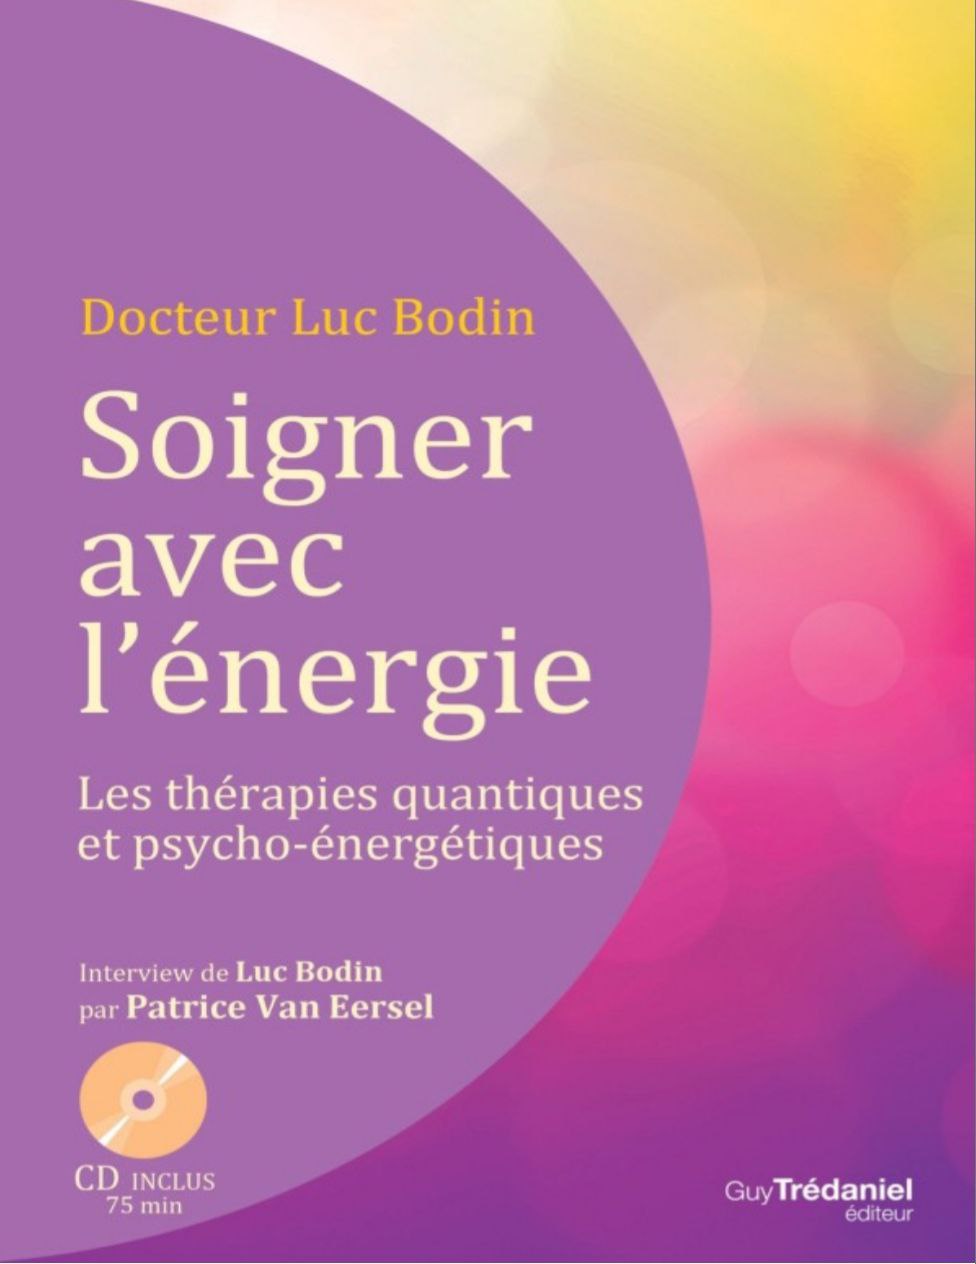 Docteur Luc Bodin
Soigner
avec
l’énergie
Les thérapies quantiques
et psycho-énergétiques
Interview de Luc Bodin
par Patrice Van Eersel
CD INCLUS
75 min
GuyTrédaniel
éditeur